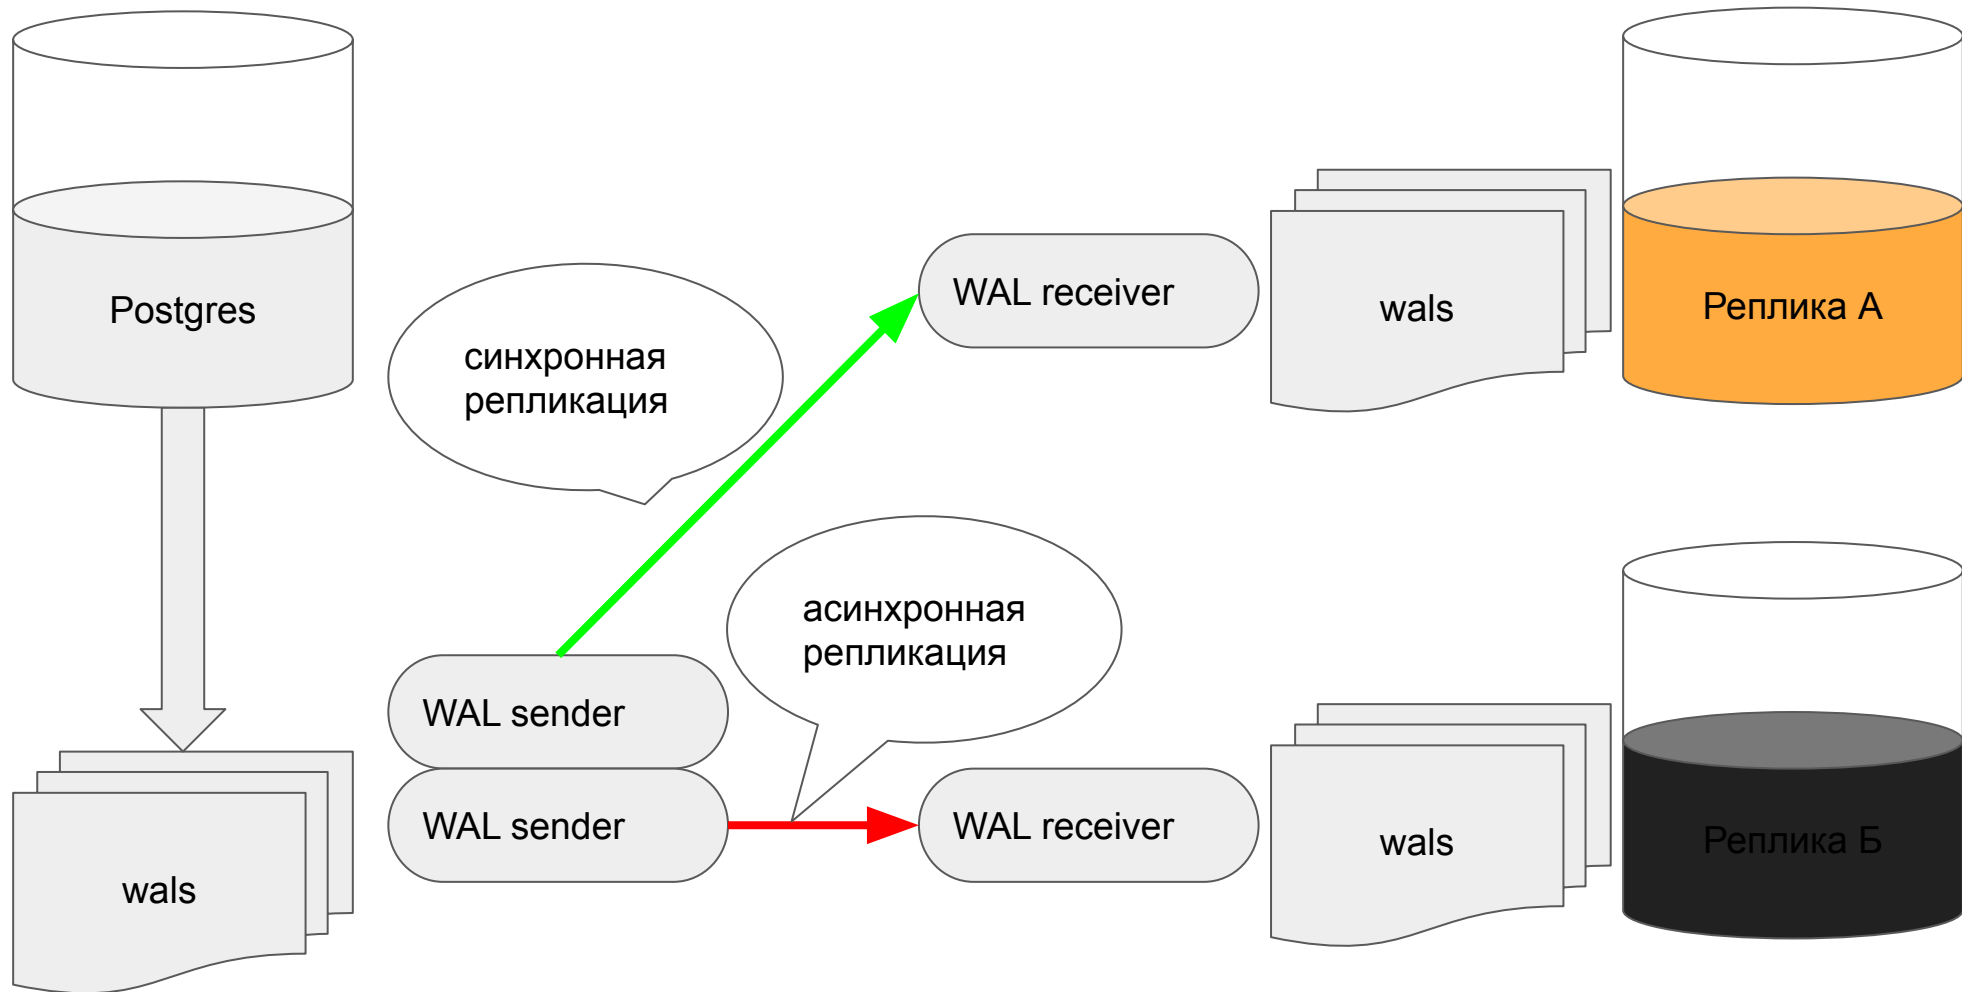 Postgres
синхронная
репликация
WAL receiver
wals
Реплика А
асинхронная
репликация
WAL sender
WAL sender
WAL receiver
wals
Реплика Б
wals